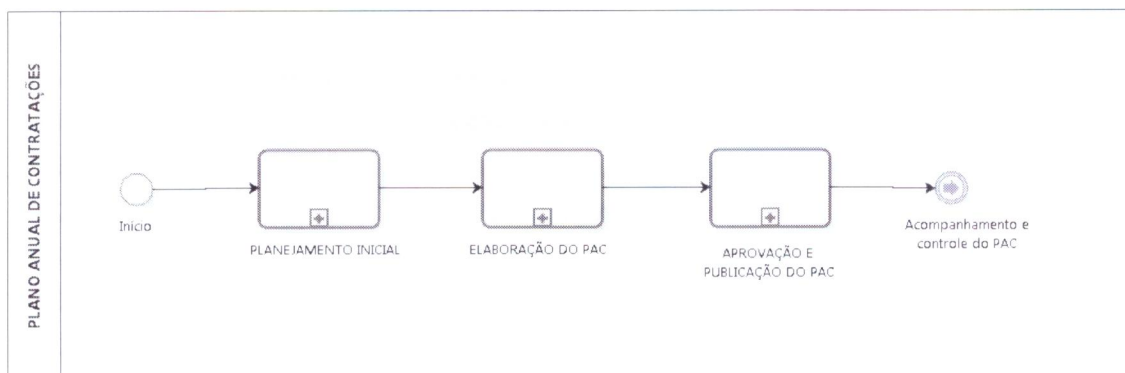 PLANO ANUAL DE CONTRATAÇÕES
Início
PLANEJAMENTO INICIAL
ELABORAÇÃO DO PAC
APROVAÇÃO E
PUBLICAÇÃO DO PAC
Acompanhamento e
controle do PAC